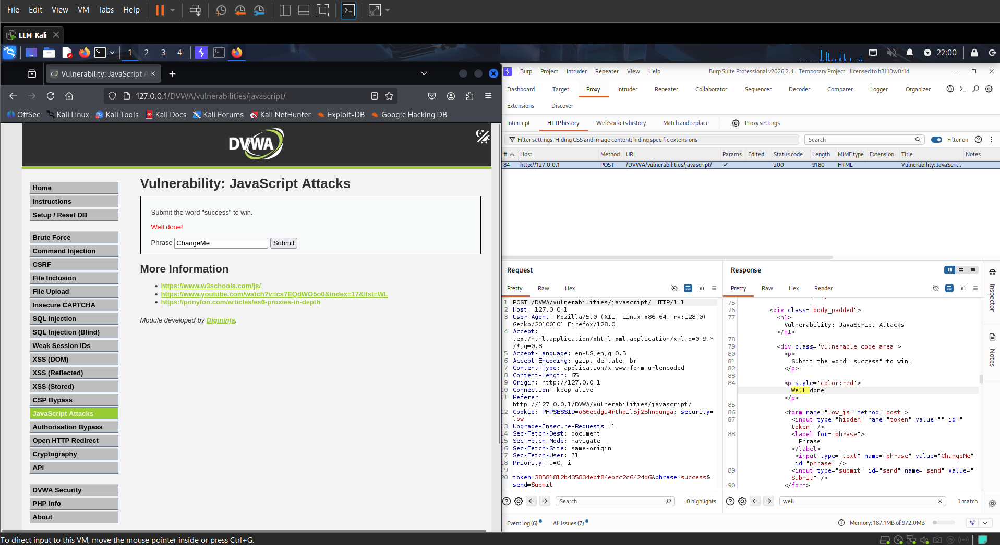 File Edit View VM Tabs Help
LLM-Kali
1 2 3 4
22:00
Vulnerability: JavaScript A
127.0.0.1/DVWA/vulnerabilities/javascript/
OffSec Kali Linux Kali Tools Kali Docs Kali Forums Kali NetHunter Exploit-DB Google Hacking DB
DVWA
Home
Instructions
Setup / Reset DB
Brute Force
Command Injection
CSRF
File Inclusion
File Upload
Insecure CAPTCHA
SQL Injection
SQL Injection (Blind)
Weak Session IDs
XSS (DOM)
XSS (Reflected)
XSS (Stored)
CSP Bypass
JavaScript Attacks
Authorisation Bypass
Open HTTP Redirect
Cryptography
API
DVWA Security
PHP Info
About
Vulnerability: JavaScript Attacks
Submit the word "success" to win.
Well done!
Phrase ChangeMe Submit
More Information
https://www.w3schools.com/js/
https://www.youtube.com/watch?v=cs7EQdWO5o0&index=17&list=WL
https://ponyfoo.com/articles/es6-proxies-in-depth
Module developed by Digininja.
Burp Project Intruder Repeater View Help Burp Suite Professional v2026.2.4 - Temporary Project - licensed to h3110w0r1d
Dashboard Target Proxy Intruder Repeater Collaborator Sequencer Decoder Comparer Logger Organizer
Extensions Discover
Intercept HTTP history WebSockets history Match and replace Proxy settings
Filter settings: Hiding CSS and image content; hiding specific extensions Search Filter on
# Host Method URL Params Edited Status code Length MIME type Extension Title Notes
84 http://127.0.0.1 POST /DVWA/vulnerabilities/javascript/ ✓ 200 9180 HTML Vulnerability: JavaScri...
Request
Pretty Raw Hex \n
1 POST /DVWA/vulnerabilities/javascript/ HTTP/1.1
2 Host: 127.0.0.1
3 User-Agent: Mozilla/5.0 (X11; Linux x86_64; rv:128.0)
Gecko/20100101 Firefox/128.0
4 Accept:
text/html,application/xhtml+xml,application/xml;q=0.9,*
/*;q=0.8
5 Accept-Language: en-US,en;q=0.5
6 Accept-Encoding: gzip, deflate, br
7 Content-Type: application/x-www-form-urlencoded
8 Content-Length: 65
9 Origin: http://127.0.0.1
10 Connection: keep-alive
11 Referer:
http://127.0.0.1/DVWA/vulnerabilities/javascript/
12 Cookie: PHPSESSID=o66ecdgu4rthp1l5j25hnqunga; security=
low
13 Upgrade-Insecure-Requests: 1
14 Sec-Fetch-Dest: document
15 Sec-Fetch-Mode: navigate
16 Sec-Fetch-Site: same-origin
17 Sec-Fetch-User: ?1
18 Priority: u=0, i
19
20 token=38581812b435834ebf84ebcc2c6424d6&phrase=success&
send=Submit
Search 0 highlights
Response
Pretty Raw Hex Render \n
75
76 <div class="body_padded">
77 <h1>
Vulnerability: JavaScript Attacks
</h1>
78
79 <div class="vulnerable_code_area">
80 <p>
81 Submit the word "success" to win.
82 </p>
83
84 <p style='color:red'>
Well done!
</p>
85
86 <form name="low_js" method="post">
87 <input type="hidden" name="token" value="" id="
token" />
88 <label for="phrase">
Phrase
</label>
<input type="text" name="phrase" value="ChangeMe"
id="phrase" />
89 <input type="submit" id="send" name="send" value="
Submit" />
90 </form>
well 1 match
Inspector
Notes
Event log (6) All issues (7) Memory: 187.1MB of 972.0MB
To direct input to this VM, move the mouse pointer inside or press Ctrl+G.